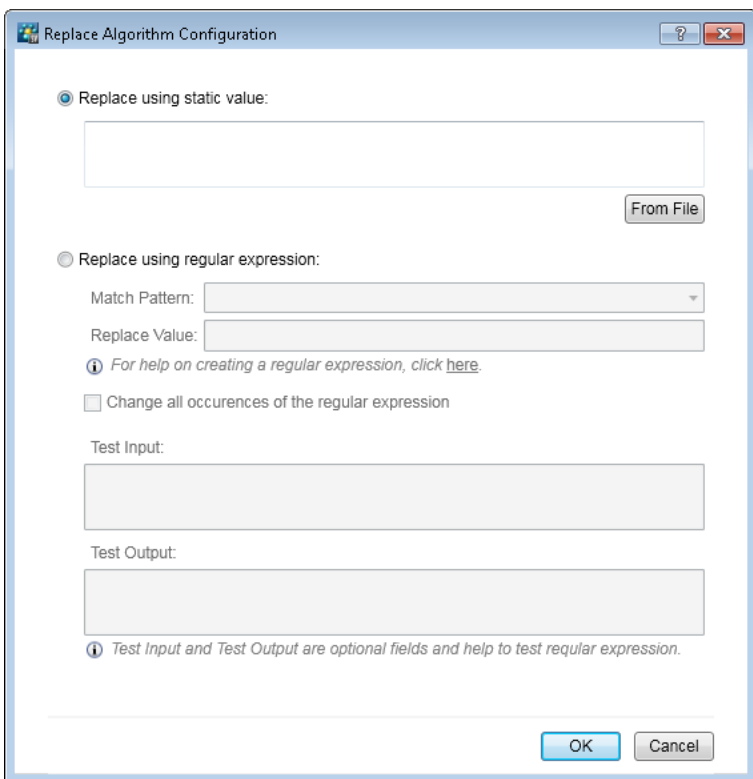 Replace Algorithm Configuration
Replace using static value:
From File
Replace using regular expression:
Match Pattern:
Replace Value:
For help on creating a regular expression, click here.
Change all occurences of the regular expression
Test Input:
Test Output:
Test Input and Test Output are optional fields and help to test regular expression.
OK Cancel